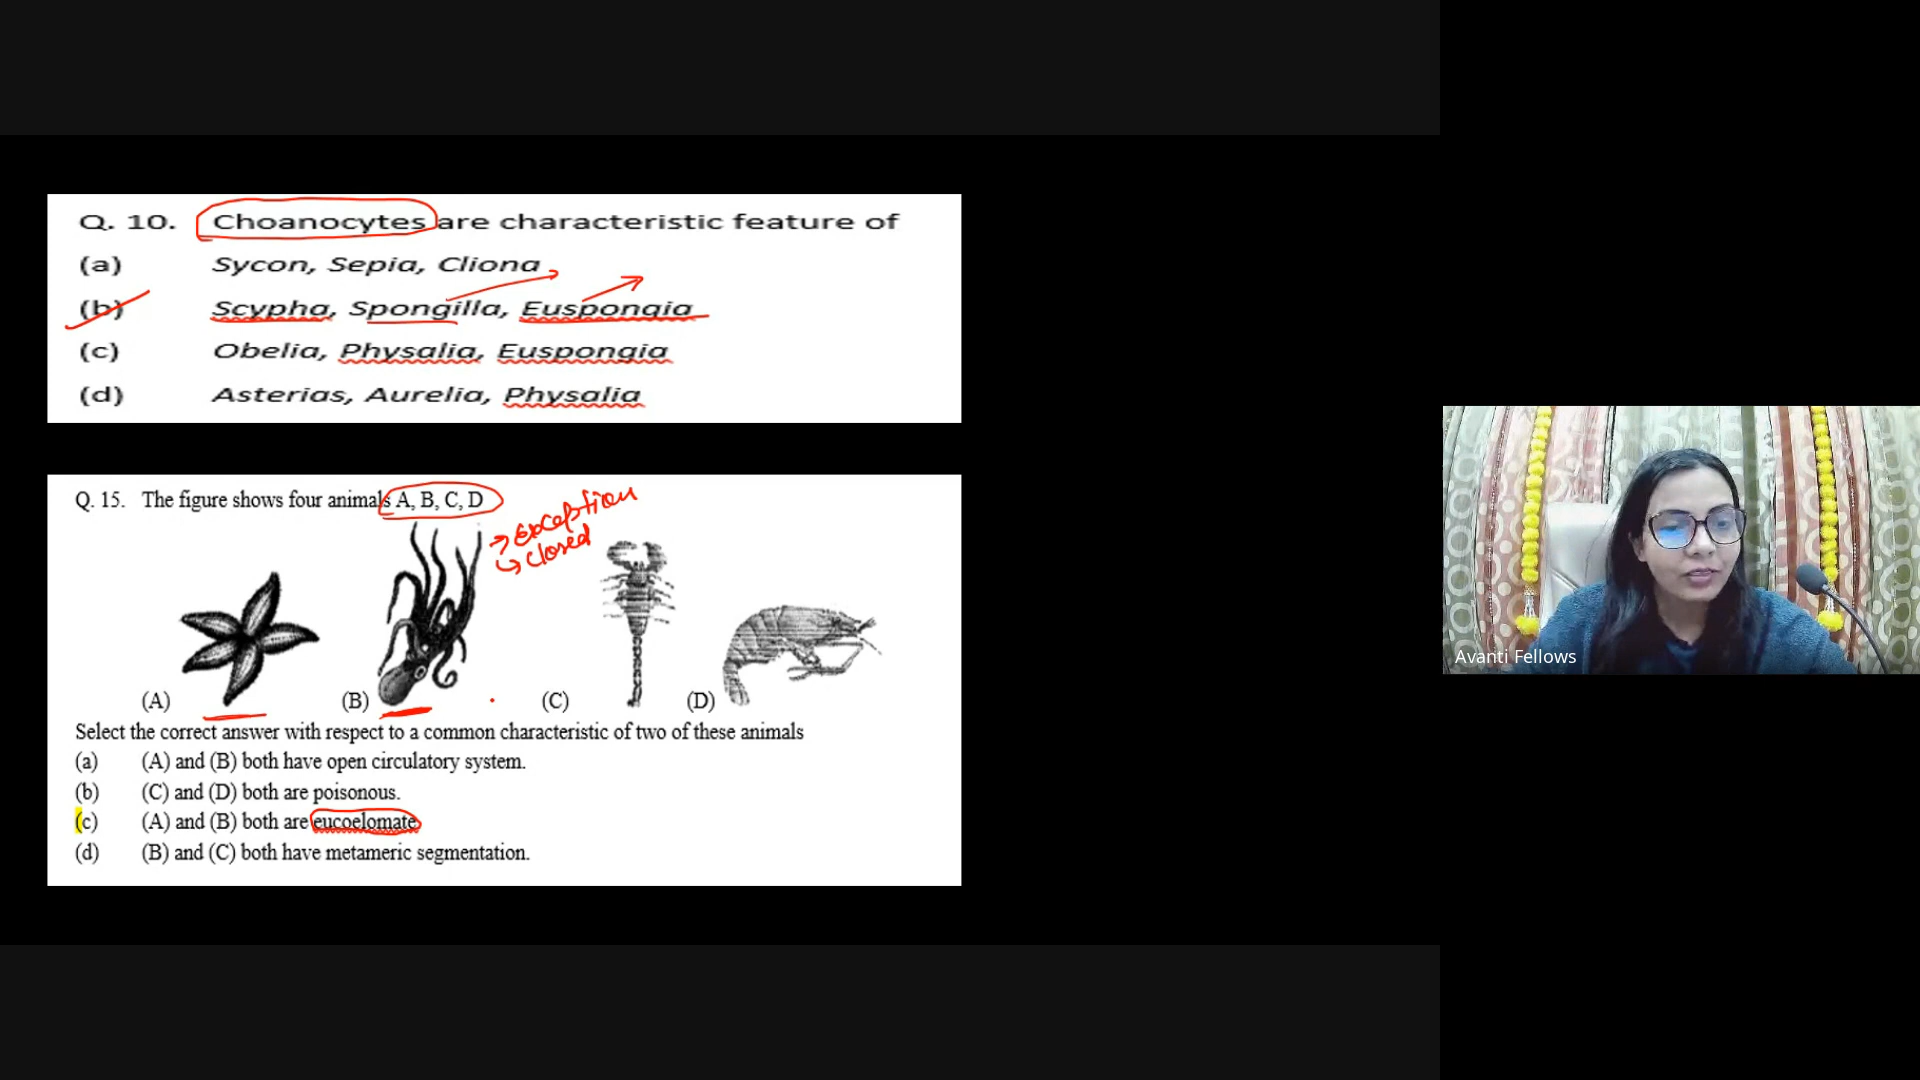 Q. 10. Choanocytes are characteristic feature of
(a) Sycon, Sepia, Cliona
(b) Scypha, Spongilla, Euspongia
(c) Obelia, Physalia, Euspongia
(d) Asterias, Aurelia, Physalia
Q. 15. The figure shows four animals A, B, C, D
→ Exception
↳ closed
(A) (B) (C) (D)
Select the correct answer with respect to a common characteristic of two of these animals
(a) (A) and (B) both have open circulatory system.
(b) (C) and (D) both are poisonous.
(c) (A) and (B) both are eucoelomate
(d) (B) and (C) both have metameric segmentation.
Avanti Fellows